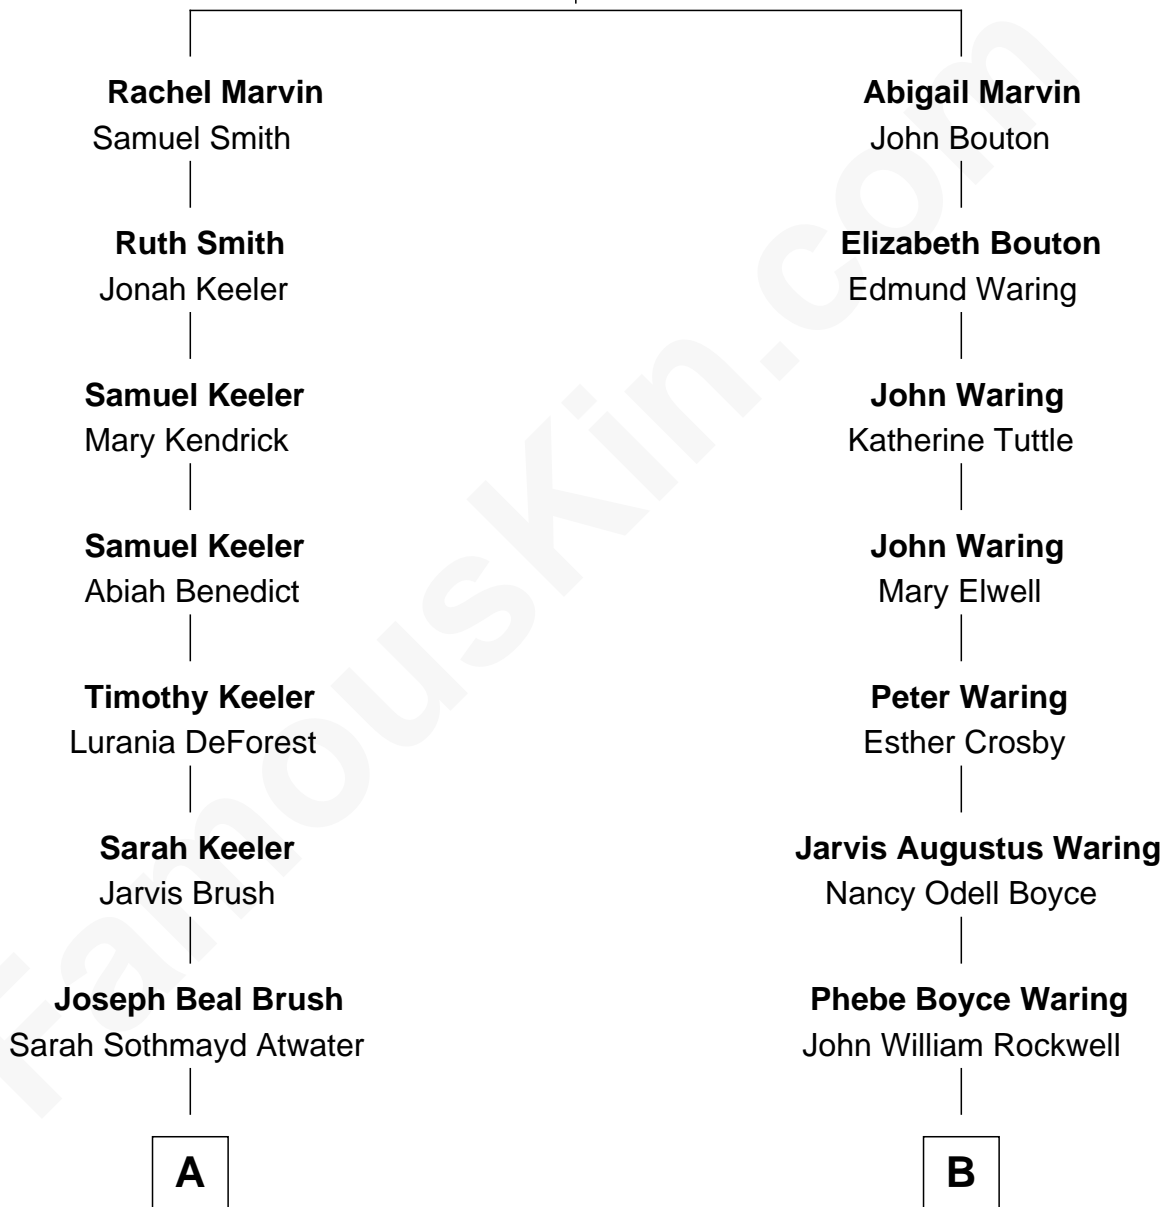 Rachel Marvin
Samuel Smith
Abigail Marvin
John Bouton
Ruth Smith
Jonah Keeler
Elizabeth Bouton
Edmund Waring
Samuel Keeler
Mary Kendrick
John Waring
Katherine Tuttle
Samuel Keeler
Abiah Benedict
John Waring
Mary Elwell
Timothy Keeler
Lurania DeForest
Peter Waring
Esther Crosby
Sarah Keeler
Jarvis Brush
Jarvis Augustus Waring
Nancy Odell Boyce
Joseph Beal Brush
Sarah Sothmayd Atwater
Phebe Boyce Waring
John William Rockwell
A
B
FamousKin.com